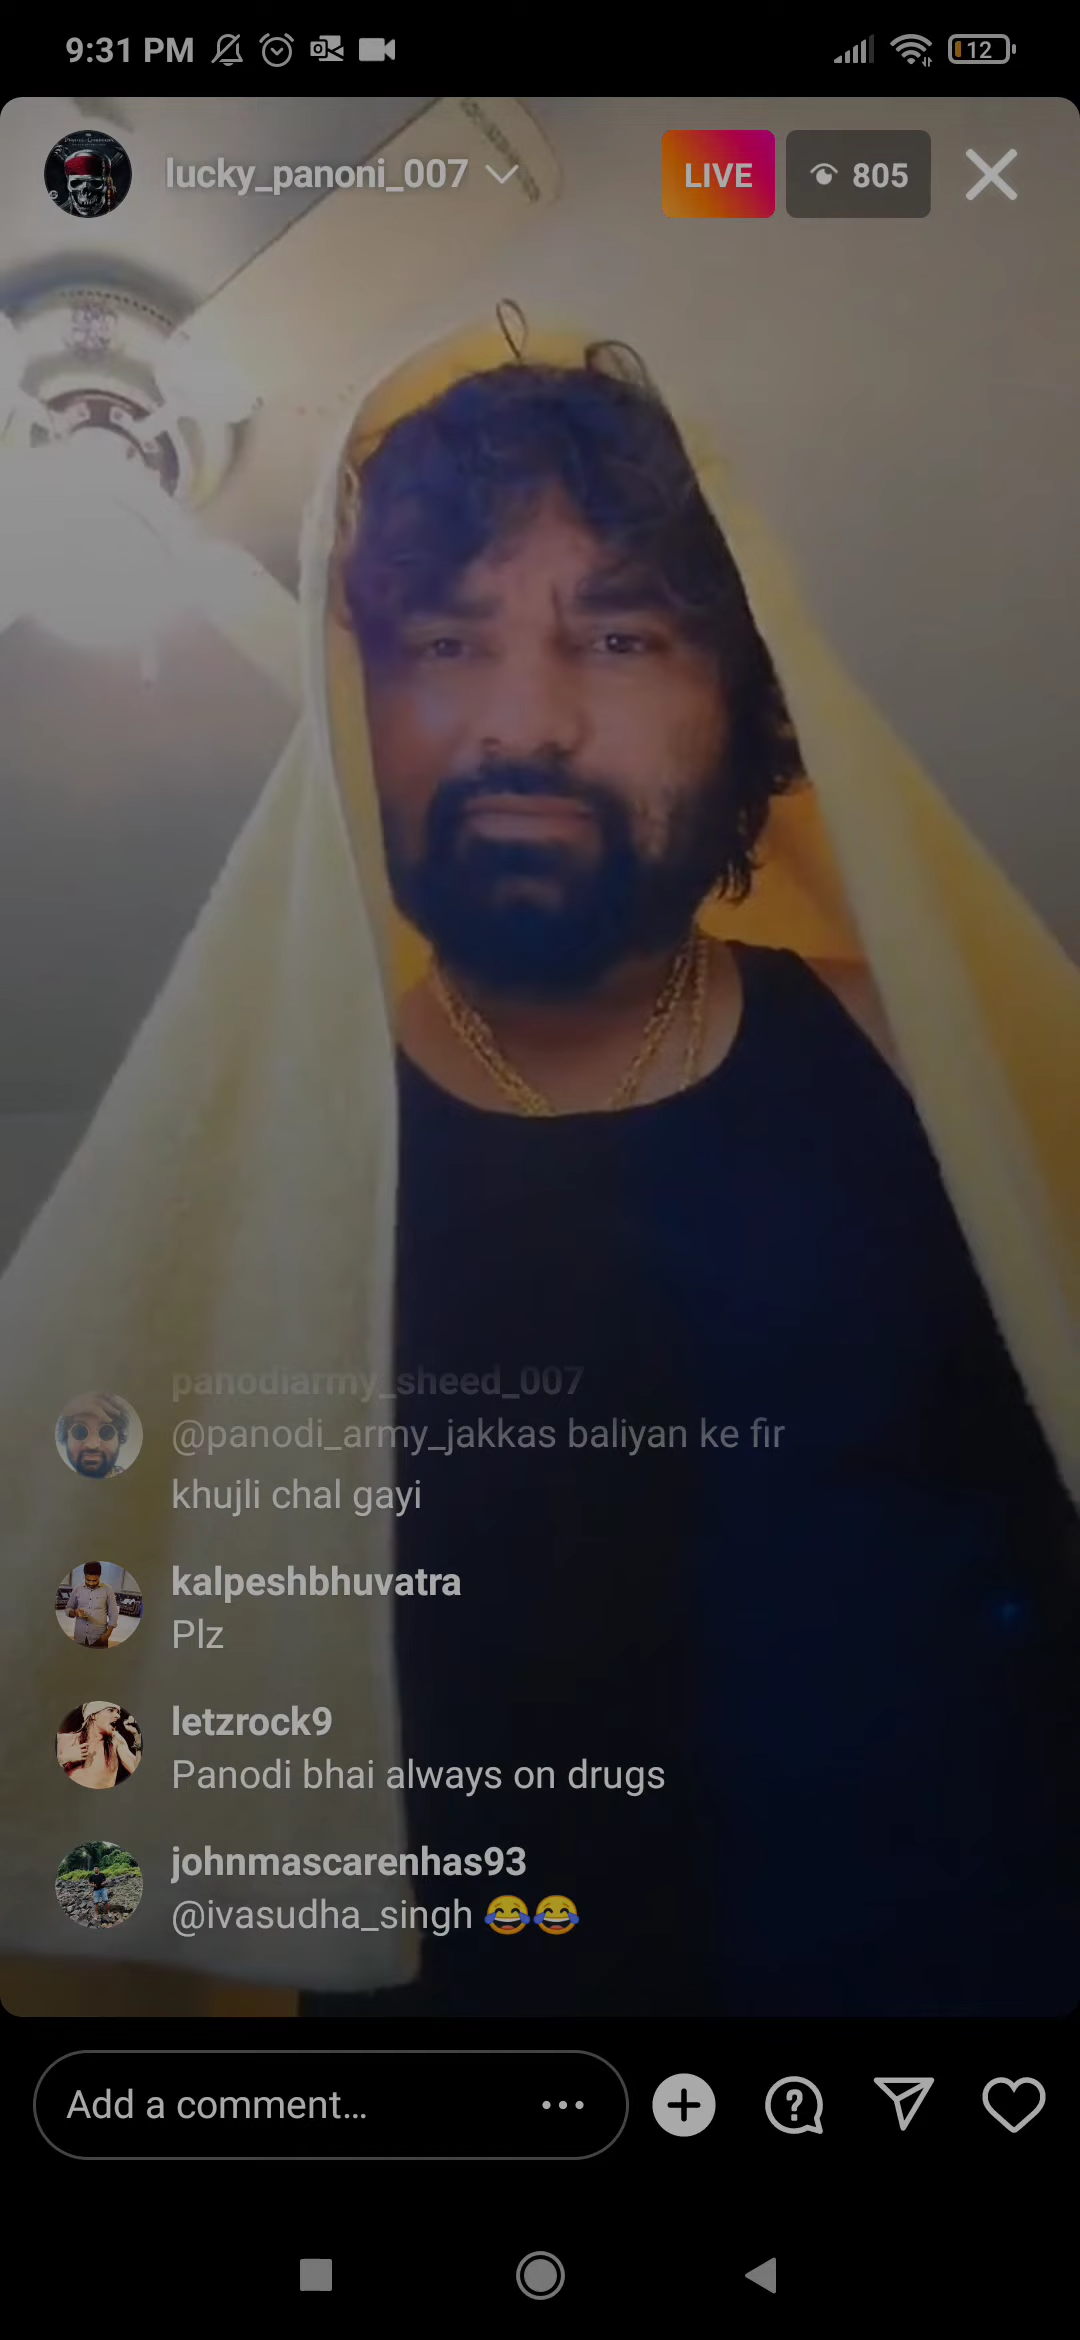 9:31 PM
12
lucky_panoni_007
LIVE
805
panodiarmy_sheed_007
@panodi_army_jakkas baliyan ke fir
khujli chal gayi
kalpeshbhuvatra
Plz
letzrock9
Panodi bhai always on drugs
johnmascarenhas93
@ivasudha_singh 😂😂
Add a comment...